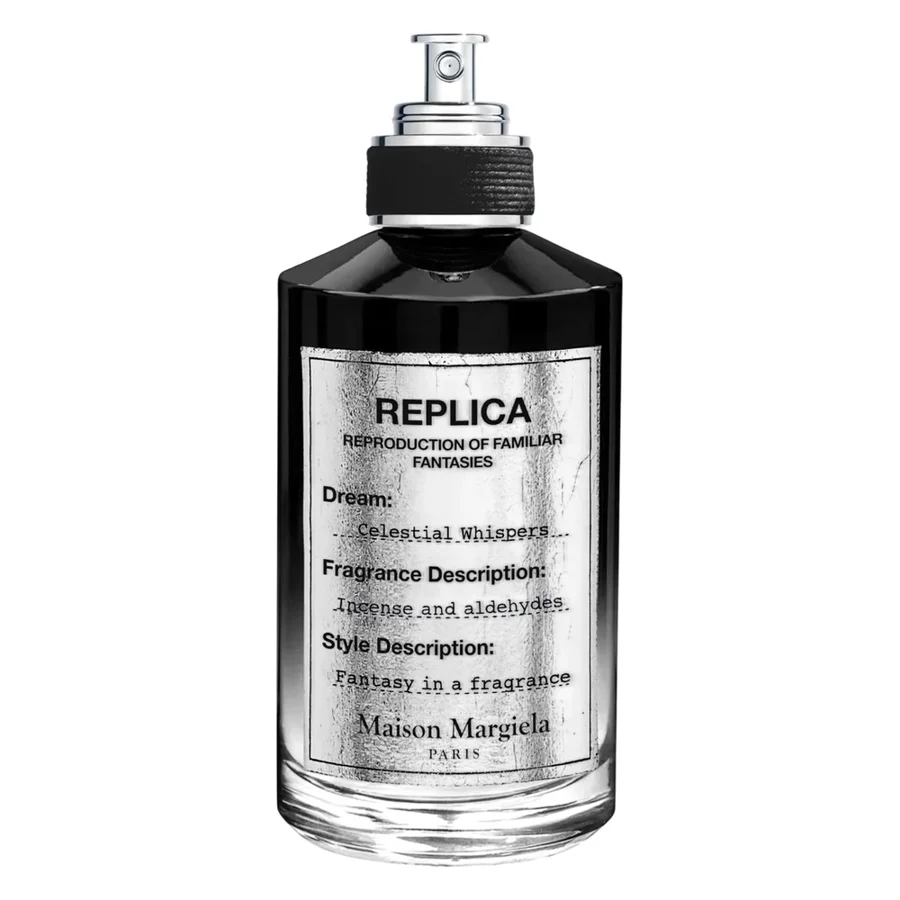 REPLICA
REPRODUCTION OF FAMILIAR
FANTASIES
Dream:
Celestial Whispers
Fragrance Description:
Incense and aldehydes
Style Description:
Fantasy in a fragrance
Maison Margiela
PARIS